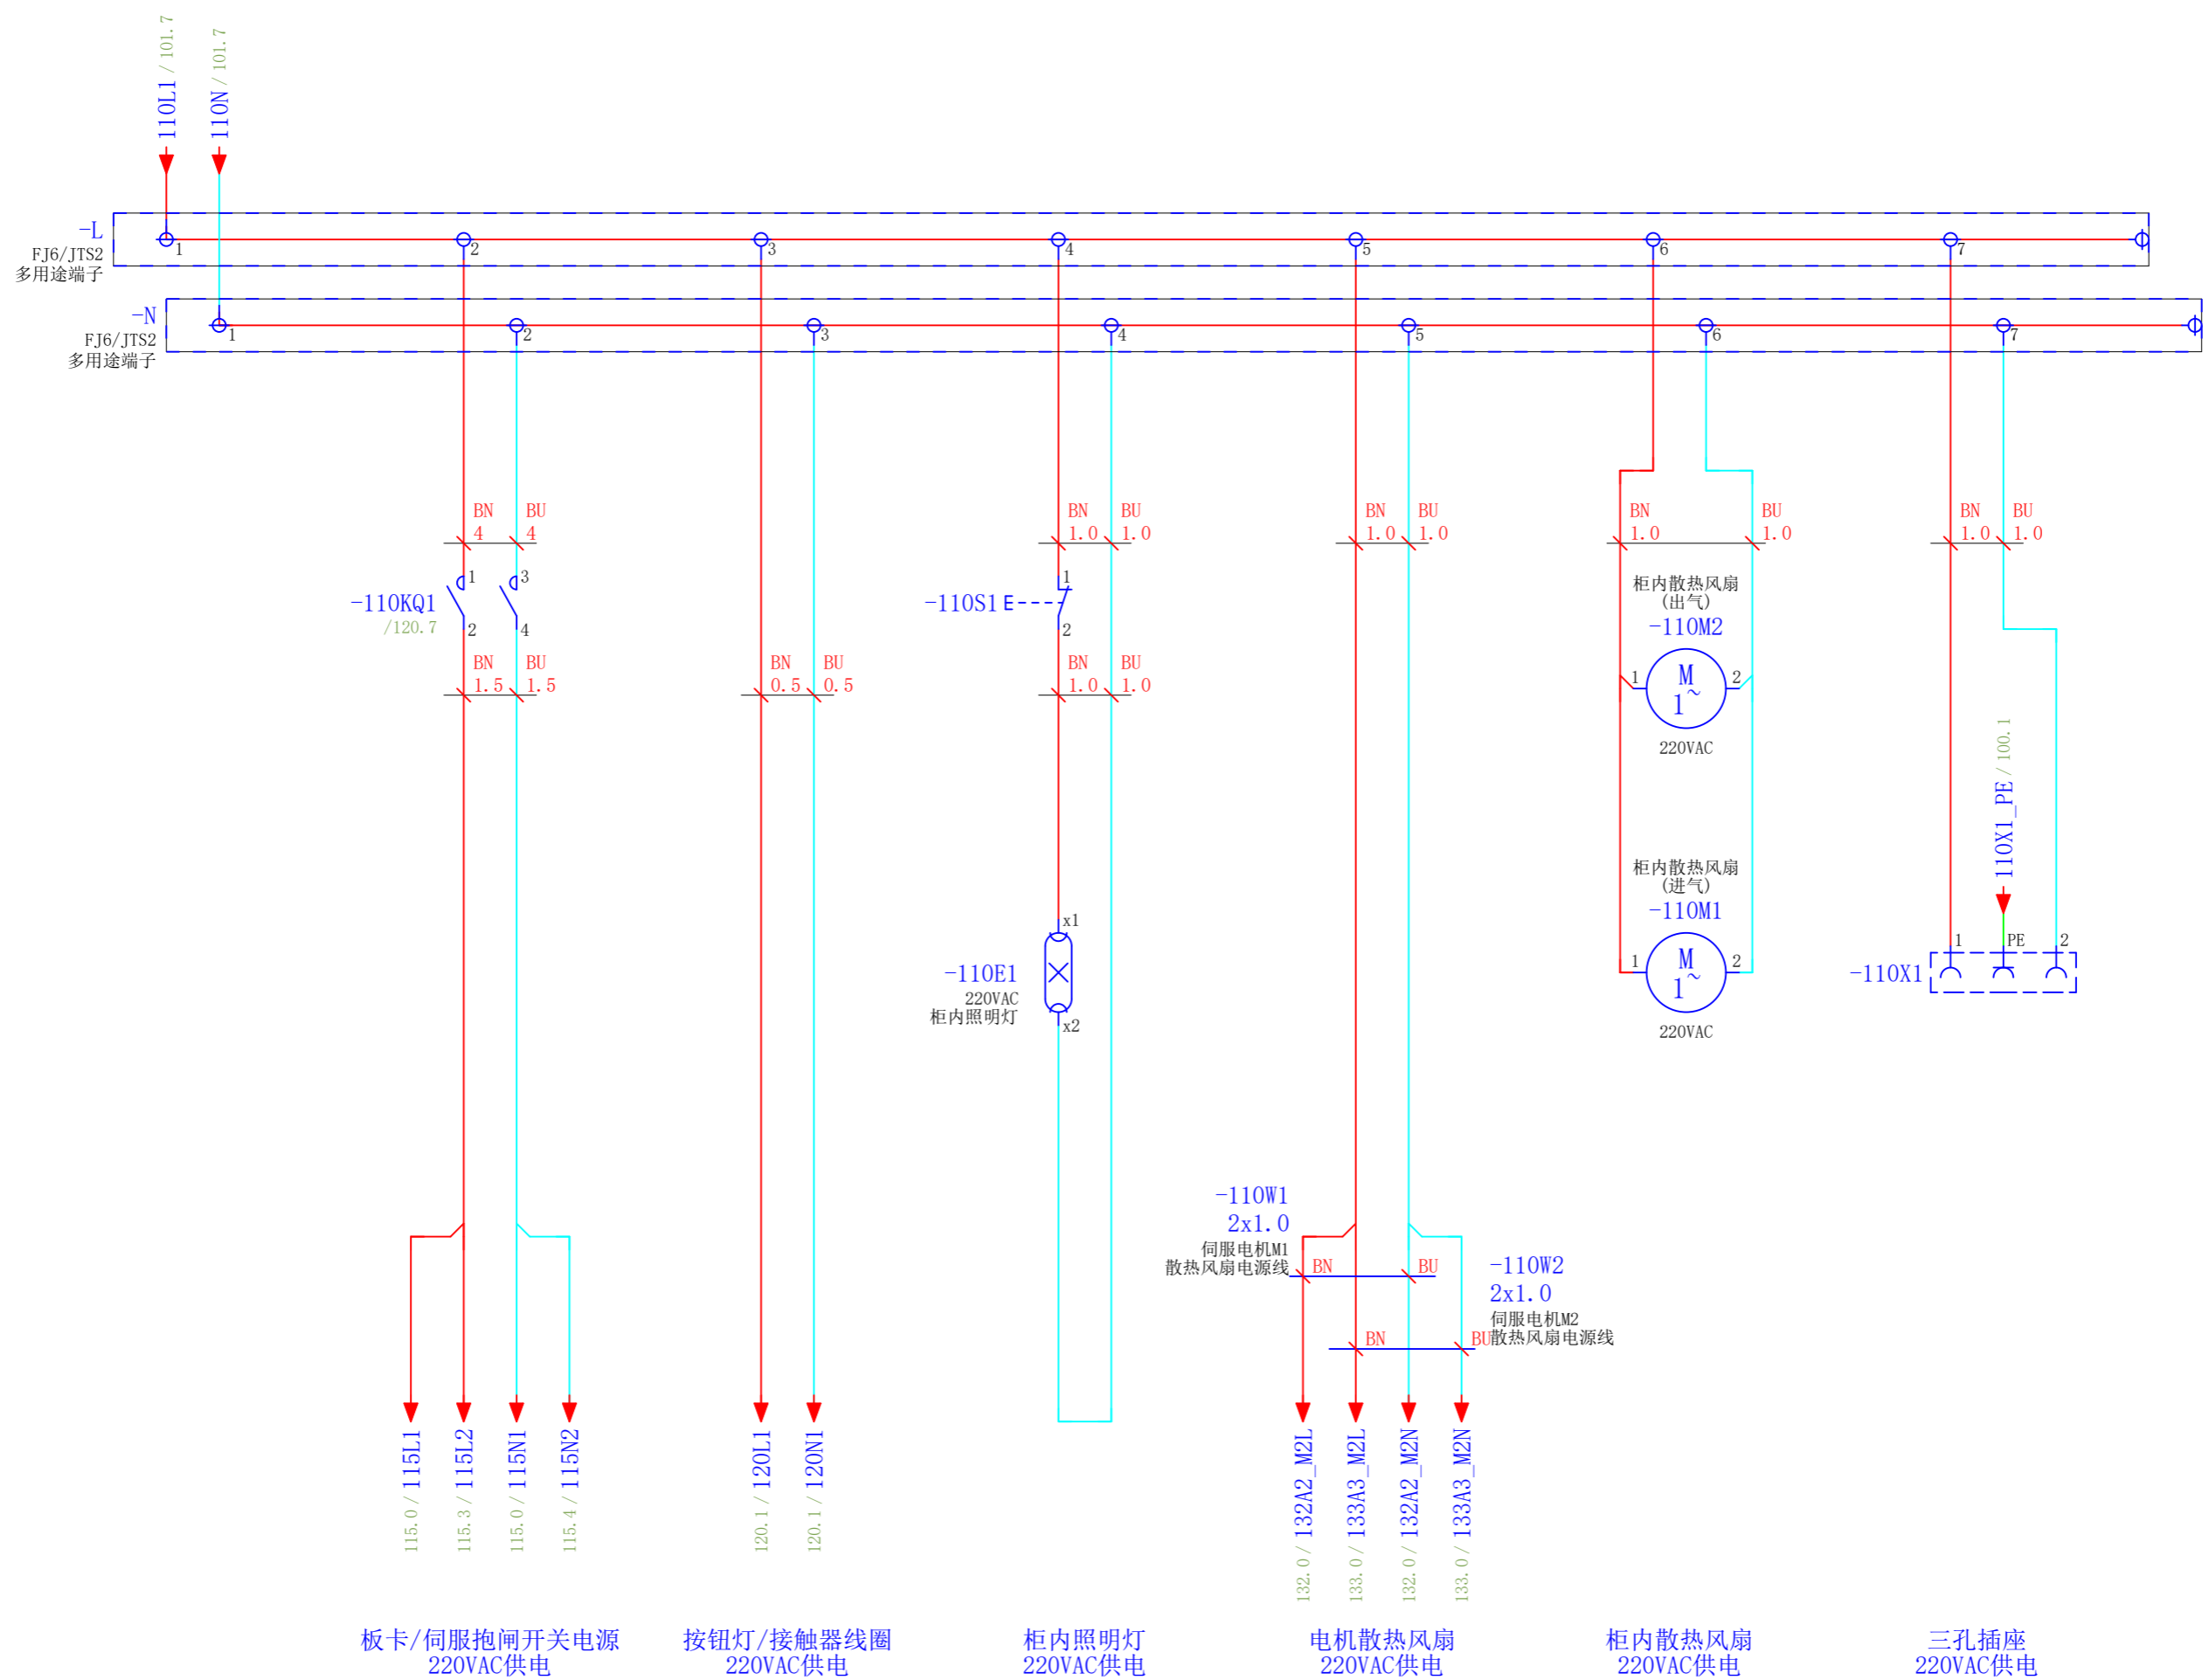 110L1 / 101.7
110N / 101.7
-L
FJ6/JTS2
多用途端子
1
2
3
4
5
6
7
-N
FJ6/JTS2
多用途端子
1
2
3
4
5
6
7
BN
4
BU
4
BN
1.0
BU
1.0
BN
1.0
BU
1.0
BN
1.0
BU
1.0
BN
1.0
BU
1.0
-110KQ1
/120.7
1
2
3
4
BN
1.5
BU
1.5
BN
0.5
BU
0.5
-110S1
1
2
BN
1.0
BU
1.0
柜内散热风扇
(出气)
-110M2
1
M
1~
2
220VAC
110X1_PE / 100.1
柜内散热风扇
(进气)
-110M1
1
M
1~
2
220VAC
-110E1
220VAC
柜内照明灯
x1
x2
-110X1
1
PE
2
-110W1
2x1.0
伺服电机M1
散热风扇电源线
BN
BU
-110W2
2x1.0
伺服电机M2
散热风扇电源线
BN
BU
115.0 / 115L1
115.3 / 115L2
115.0 / 115N1
115.4 / 115N2
120.1 / 120L1
120.1 / 120N1
132.0 / 132A2_M2L
133.0 / 133A3_M2L
132.0 / 132A2_M2N
133.0 / 133A3_M2N
板卡/伺服抱闸开关电源
220VAC供电
按钮灯/接触器线圈
220VAC供电
柜内照明灯
220VAC供电
电机散热风扇
220VAC供电
柜内散热风扇
220VAC供电
三孔插座
220VAC供电